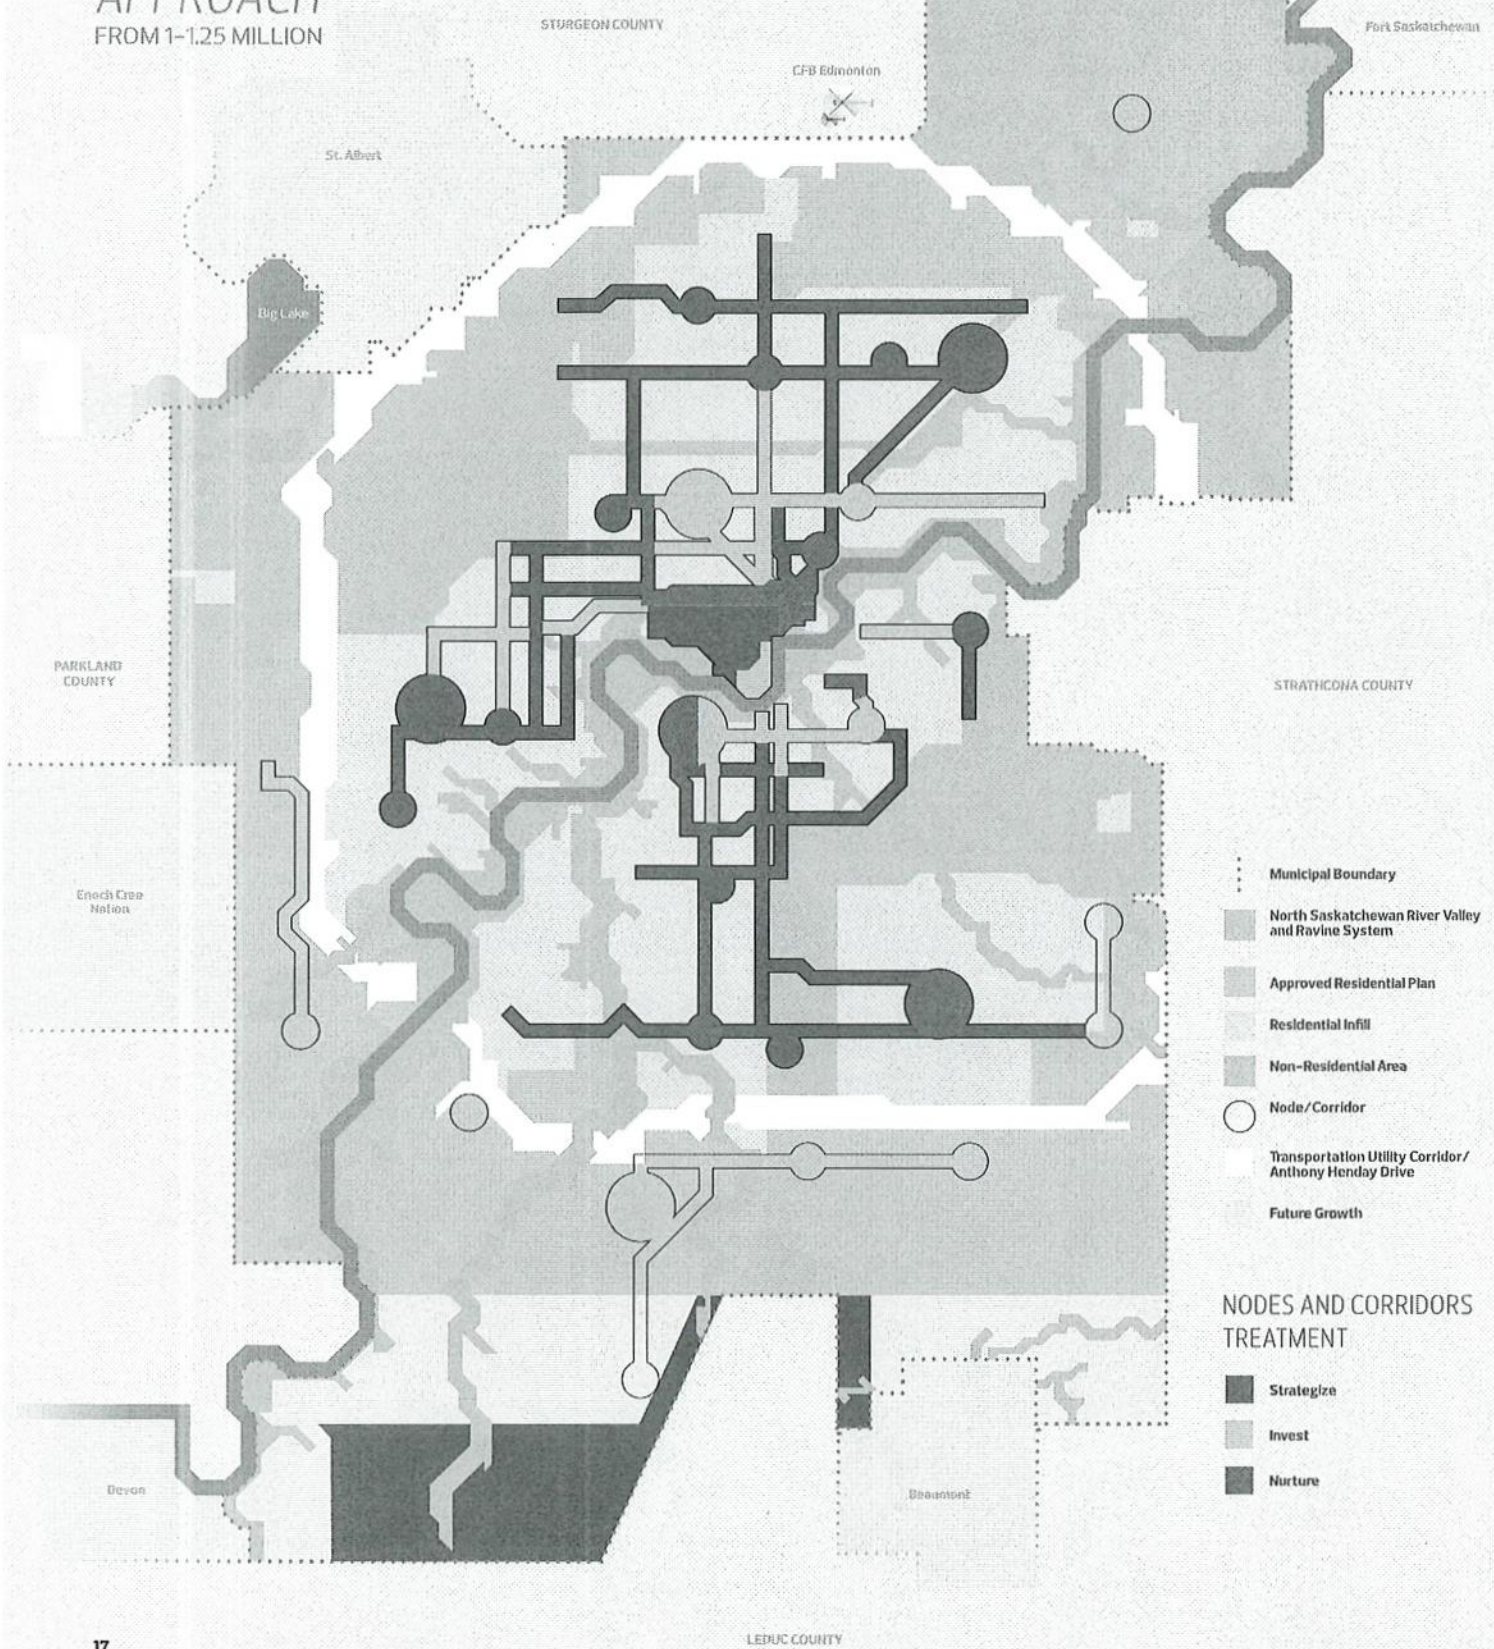 APPROACH
FROM 1-1.25 MILLION
STURGEON COUNTY
Fort Saskatchewan
CFB Edmonton
St. Albert
Big Lake
PARKLAND
COUNTY
STRATHCONA COUNTY
Enoch Cree
Nation
Municipal Boundary
North Saskatchewan River Valley
and Ravine System
Approved Residential Plan
Residential Infill
Non-Residential Area
Node/Corridor
Transportation Utility Corridor/
Anthony Henday Drive
Future Growth
NODES AND CORRIDORS
TREATMENT
Strategize
Invest
Nurture
Devon
Beaumont
LEDUC COUNTY
17